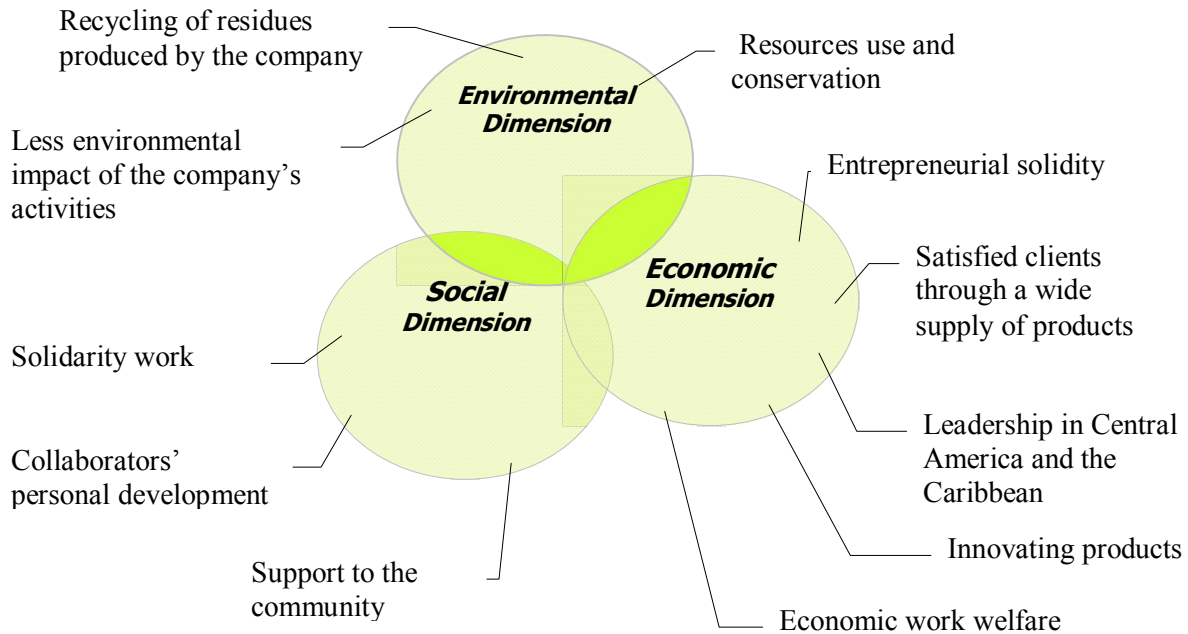 Recycling of residues
produced by the company
Resources use and
conservation
Environmental
Dimension
Less environmental
impact of the company's
activities
Entrepreneurial solidity
Economic
Dimension
Satisfied clients
through a wide
supply of products
Social
Dimension
Solidarity work
Leadership in Central
America and the
Caribbean
Collaborators'
personal development
Innovating products
Support to the
community
Economic work welfare